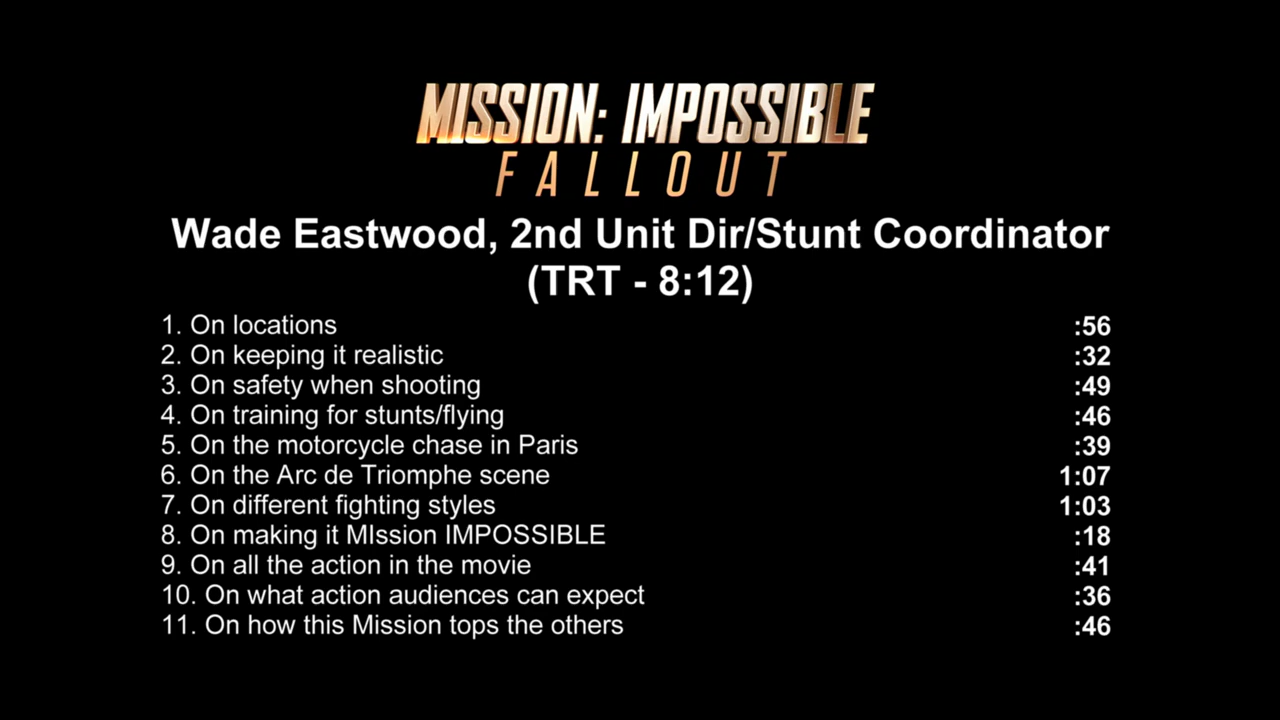 MISSION: IMPOSSIBLE
FALLOUT
Wade Eastwood, 2nd Unit Dir/Stunt Coordinator
(TRT - 8:12)
1. On locations :56
2. On keeping it realistic :32
3. On safety when shooting :49
4. On training for stunts/flying :46
5. On the motorcycle chase in Paris :39
6. On the Arc de Triomphe scene 1:07
7. On different fighting styles 1:03
8. On making it MIssion IMPOSSIBLE :18
9. On all the action in the movie :41
10. On what action audiences can expect :36
11. On how this Mission tops the others :46